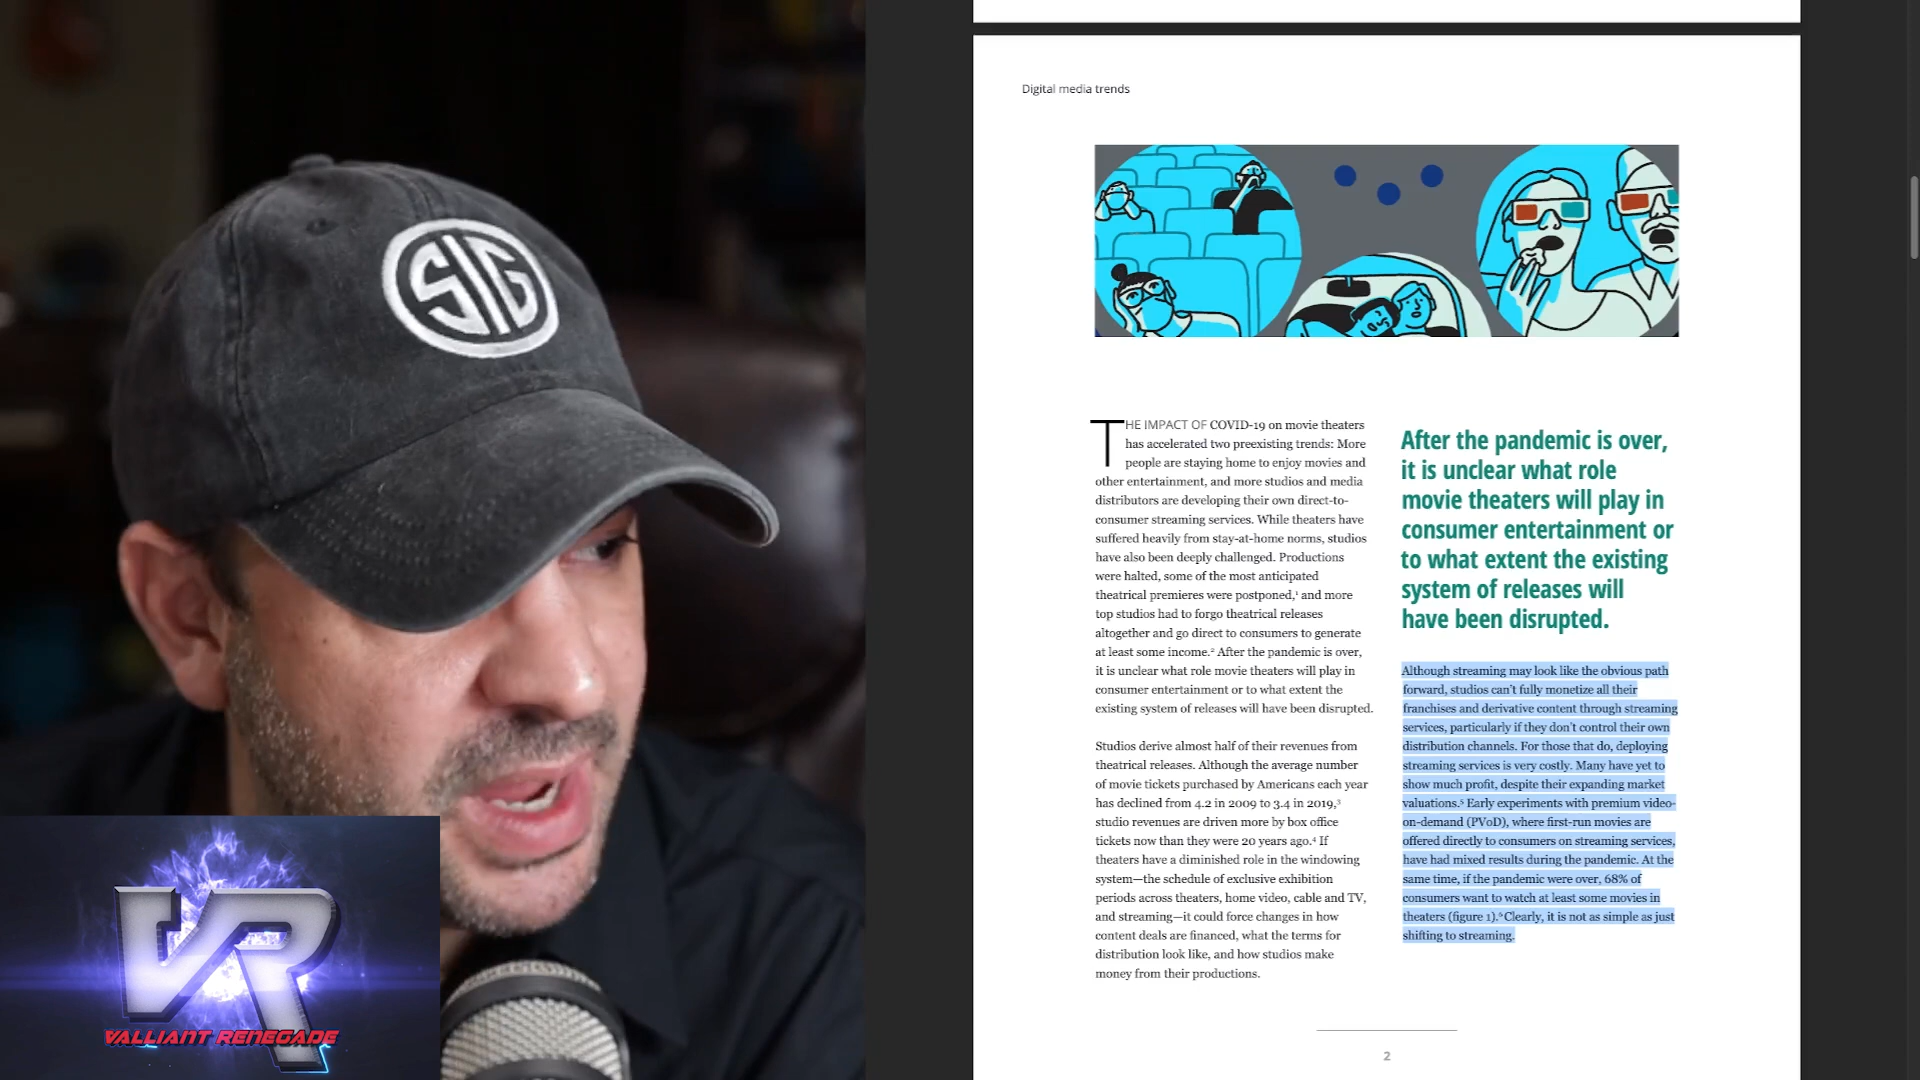 SIG
VR
VALLIANT RENEGADE
Digital media trends
THE IMPACT OF COVID-19 on movie theaters
has accelerated two preexisting trends: More
people are staying home to enjoy movies and
other entertainment, and more studios and media
distributors are developing their own direct-to-
consumer streaming services. While theaters have
suffered heavily from stay-at-home norms, studios
have also been deeply challenged. Productions
were halted, some of the most anticipated
theatrical premieres were postponed,¹ and more
top studios had to forgo theatrical releases
altogether and go direct to consumers to generate
at least some income.² After the pandemic is over,
it is unclear what role movie theaters will play in
consumer entertainment or to what extent the
existing system of releases will have been disrupted.
Studios derive almost half of their revenues from
theatrical releases. Although the average number
of movie tickets purchased by Americans each year
has declined from 4.2 in 2009 to 3.4 in 2019,³
studio revenues are driven more by box office
tickets now than they were 20 years ago.⁴ If
theaters have a diminished role in the windowing
system—the schedule of exclusive exhibition
periods across theaters, home video, cable and TV,
and streaming—it could force changes in how
content deals are financed, what the terms for
distribution look like, and how studios make
money from their productions.
After the pandemic is over,
it is unclear what role
movie theaters will play in
consumer entertainment or
to what extent the existing
system of releases will
have been disrupted.
Although streaming may look like the obvious path
forward, studios can't fully monetize all their
franchises and derivative content through streaming
services, particularly if they don't control their own
distribution channels. For those that do, deploying
streaming services is very costly. Many have yet to
show much profit, despite their expanding market
valuations.⁵ Early experiments with premium video-
on-demand (PVoD), where first-run movies are
offered directly to consumers on streaming services,
have had mixed results during the pandemic. At the
same time, if the pandemic were over, 68% of
consumers want to watch at least some movies in
theaters (figure 1).⁶ Clearly, it is not as simple as just
shifting to streaming.
2